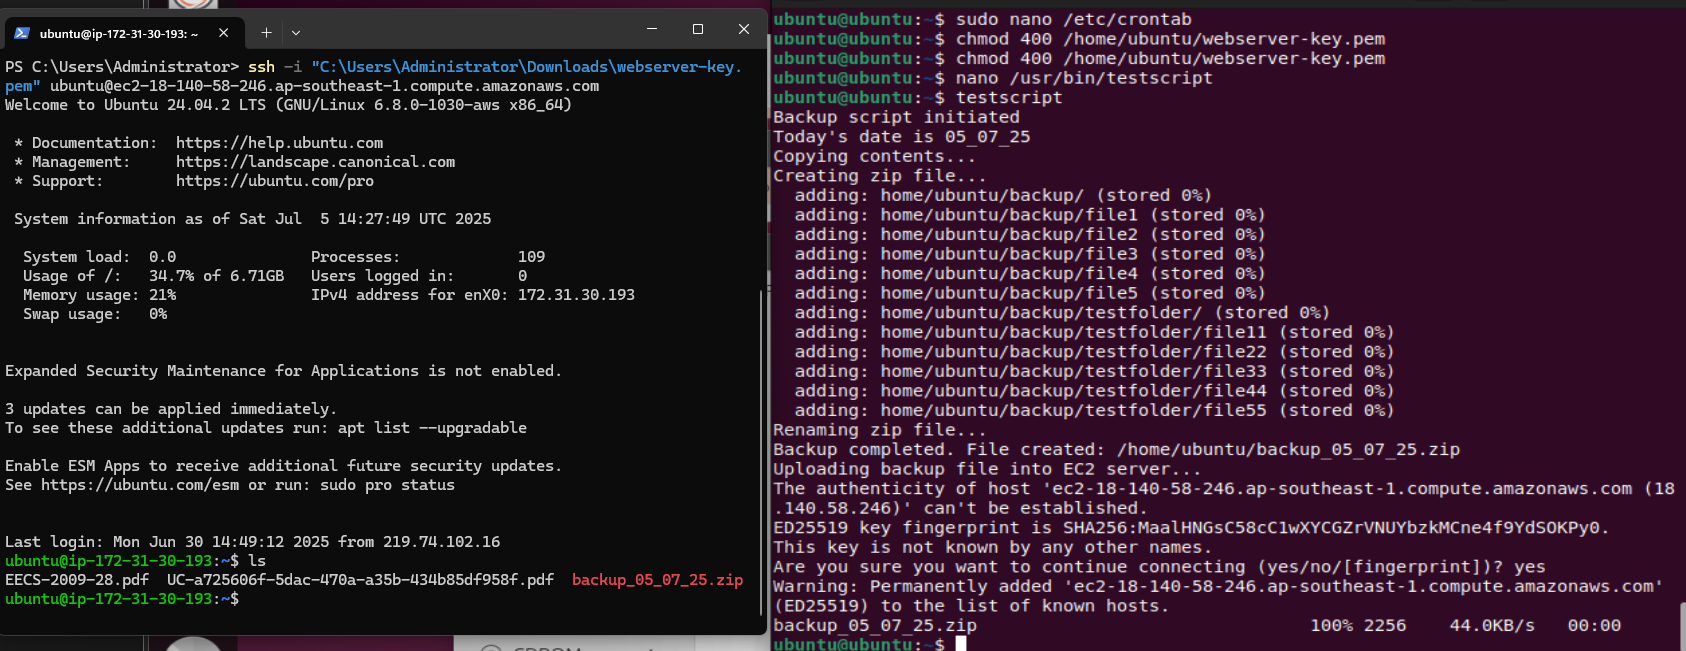 ubuntu@ip-172-31-30-193: ~
PS C:\Users\Administrator> ssh -i "C:\Users\Administrator\Downloads\webserver-key.
pem" ubuntu@ec2-18-140-58-246.ap-southeast-1.compute.amazonaws.com
Welcome to Ubuntu 24.04.2 LTS (GNU/Linux 6.8.0-1030-aws x86_64)
* Documentation:  https://help.ubuntu.com
* Management:     https://landscape.canonical.com
* Support:        https://ubuntu.com/pro
System information as of Sat Jul  5 14:27:49 UTC 2025
System load:  0.0               Processes:             109
Usage of /:   34.7% of 6.71GB   Users logged in:       0
Memory usage: 21%               IPv4 address for enX0: 172.31.30.193
Swap usage:   0%
Expanded Security Maintenance for Applications is not enabled.
3 updates can be applied immediately.
To see these additional updates run: apt list --upgradable
Enable ESM Apps to receive additional future security updates.
See https://ubuntu.com/esm or run: sudo pro status
Last login: Mon Jun 30 14:49:12 2025 from 219.74.102.16
ubuntu@ip-172-31-30-193:~$ ls
EECS-2009-28.pdf  UC-a725606f-5dac-470a-a35b-434b85df958f.pdf  backup_05_07_25.zip
ubuntu@ip-172-31-30-193:~$
ubuntu@ubuntu:~$ sudo nano /etc/crontab
ubuntu@ubuntu:~$ chmod 400 /home/ubuntu/webserver-key.pem
ubuntu@ubuntu:~$ chmod 400 /home/ubuntu/webserver-key.pem
ubuntu@ubuntu:~$ nano /usr/bin/testscript
ubuntu@ubuntu:~$ testscript
Backup script initiated
Today's date is 05_07_25
Copying contents...
Creating zip file...
adding: home/ubuntu/backup/ (stored 0%)
adding: home/ubuntu/backup/file1 (stored 0%)
adding: home/ubuntu/backup/file2 (stored 0%)
adding: home/ubuntu/backup/file3 (stored 0%)
adding: home/ubuntu/backup/file4 (stored 0%)
adding: home/ubuntu/backup/file5 (stored 0%)
adding: home/ubuntu/backup/testfolder/ (stored 0%)
adding: home/ubuntu/backup/testfolder/file11 (stored 0%)
adding: home/ubuntu/backup/testfolder/file22 (stored 0%)
adding: home/ubuntu/backup/testfolder/file33 (stored 0%)
adding: home/ubuntu/backup/testfolder/file44 (stored 0%)
adding: home/ubuntu/backup/testfolder/file55 (stored 0%)
Renaming zip file...
Backup completed. File created: /home/ubuntu/backup_05_07_25.zip
Uploading backup file into EC2 server...
The authenticity of host 'ec2-18-140-58-246.ap-southeast-1.compute.amazonaws.com (18
.140.58.246)' can't be established.
ED25519 key fingerprint is SHA256:MaalHNGsC58cC1wXYCGZrVNUYbzkMCne4f9YdSOKPy0.
This key is not known by any other names.
Are you sure you want to continue connecting (yes/no/[fingerprint])? yes
Warning: Permanently added 'ec2-18-140-58-246.ap-southeast-1.compute.amazonaws.com'
(ED25519) to the list of known hosts.
backup_05_07_25.zip                               100% 2256    44.0KB/s   00:00
ubuntu@ubuntu:~$